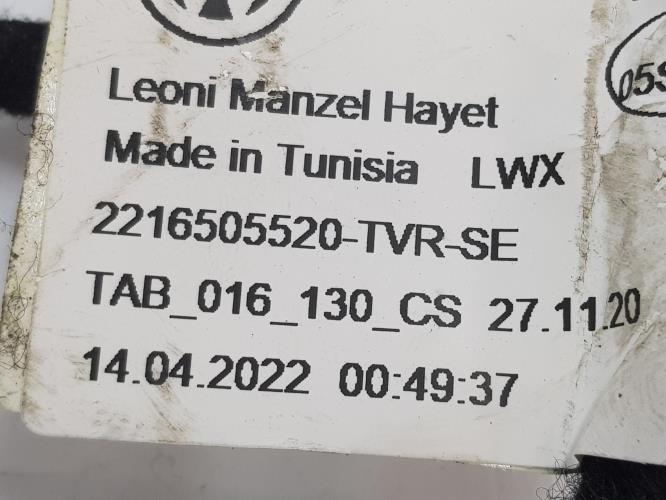 Leoni Manzel Hayet
Made in Tunisia LWX
2216505520-TVR-SE
TAB_016_130_CS 27.11.20
14.04.2022 00:49:37